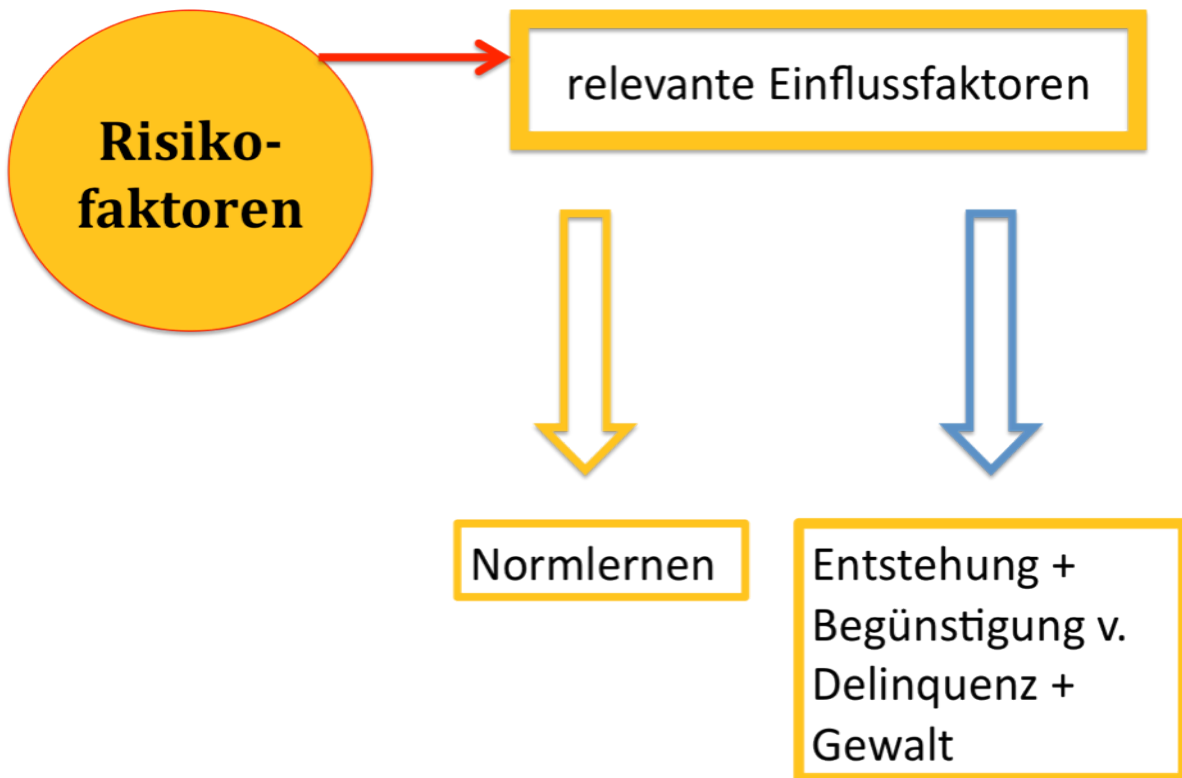 Risiko-
faktoren
relevante Einflussfaktoren
Normlernen
Entstehung +
Begünstigung v.
Delinquenz +
Gewalt